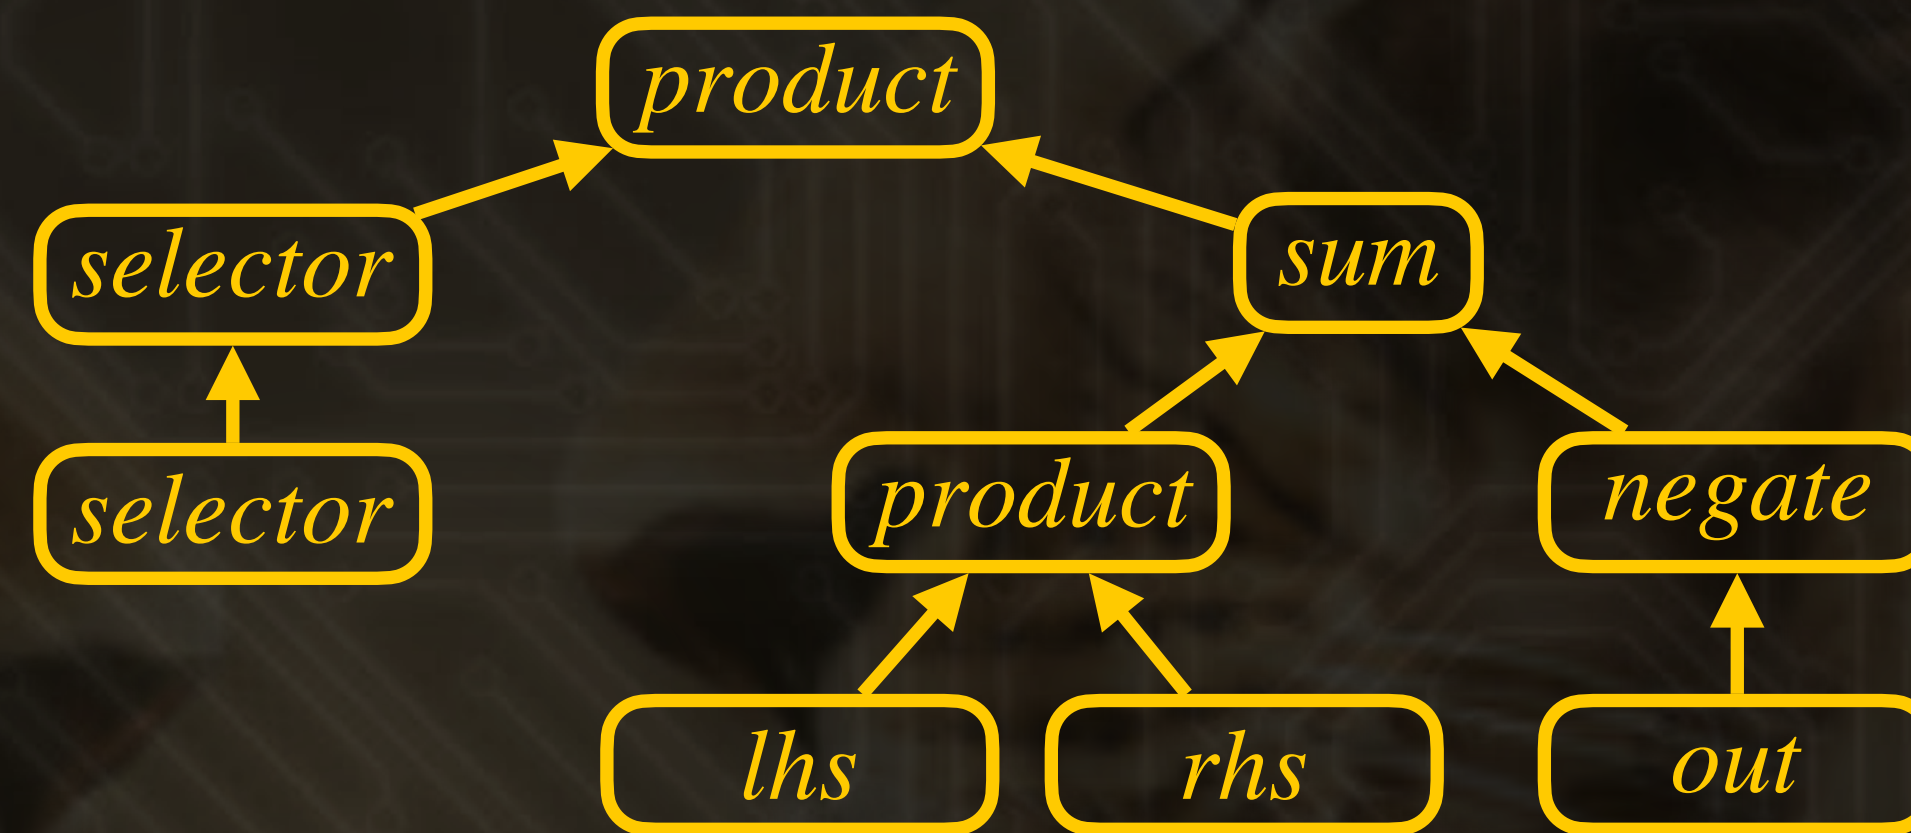 product
selector
sum
selector
product
negate
lhs
rhs
out